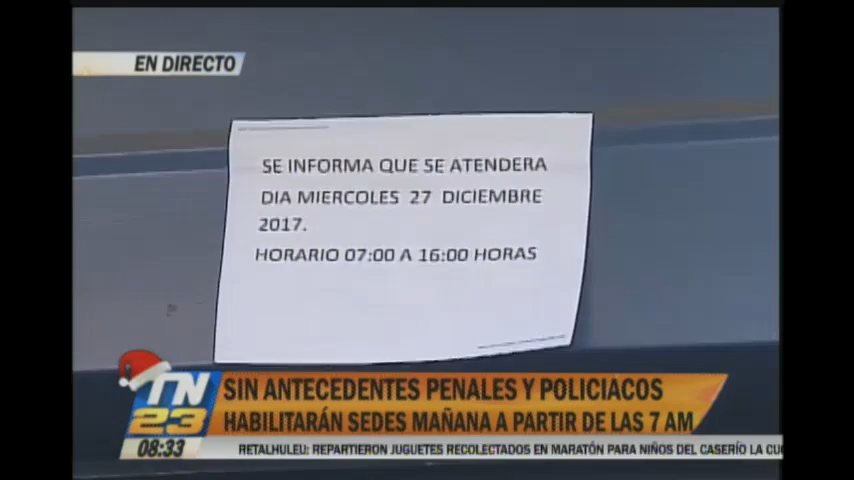 EN DIRECTO
SE INFORMA QUE SE ATENDERA
DIA MIERCOLES 27 DICIEMBRE
2017.
HORARIO 07:00 A 16:00 HORAS
TN
23
SIN ANTECEDENTES PENALES Y POLICIACOS
HABILITARÁN SEDES MAÑANA A PARTIR DE LAS 7 AM
08:33
RETALHULEU: REPARTIERON JUGUETES RECOLECTADOS EN MARATÓN PARA NIÑOS DEL CASERÍO LA